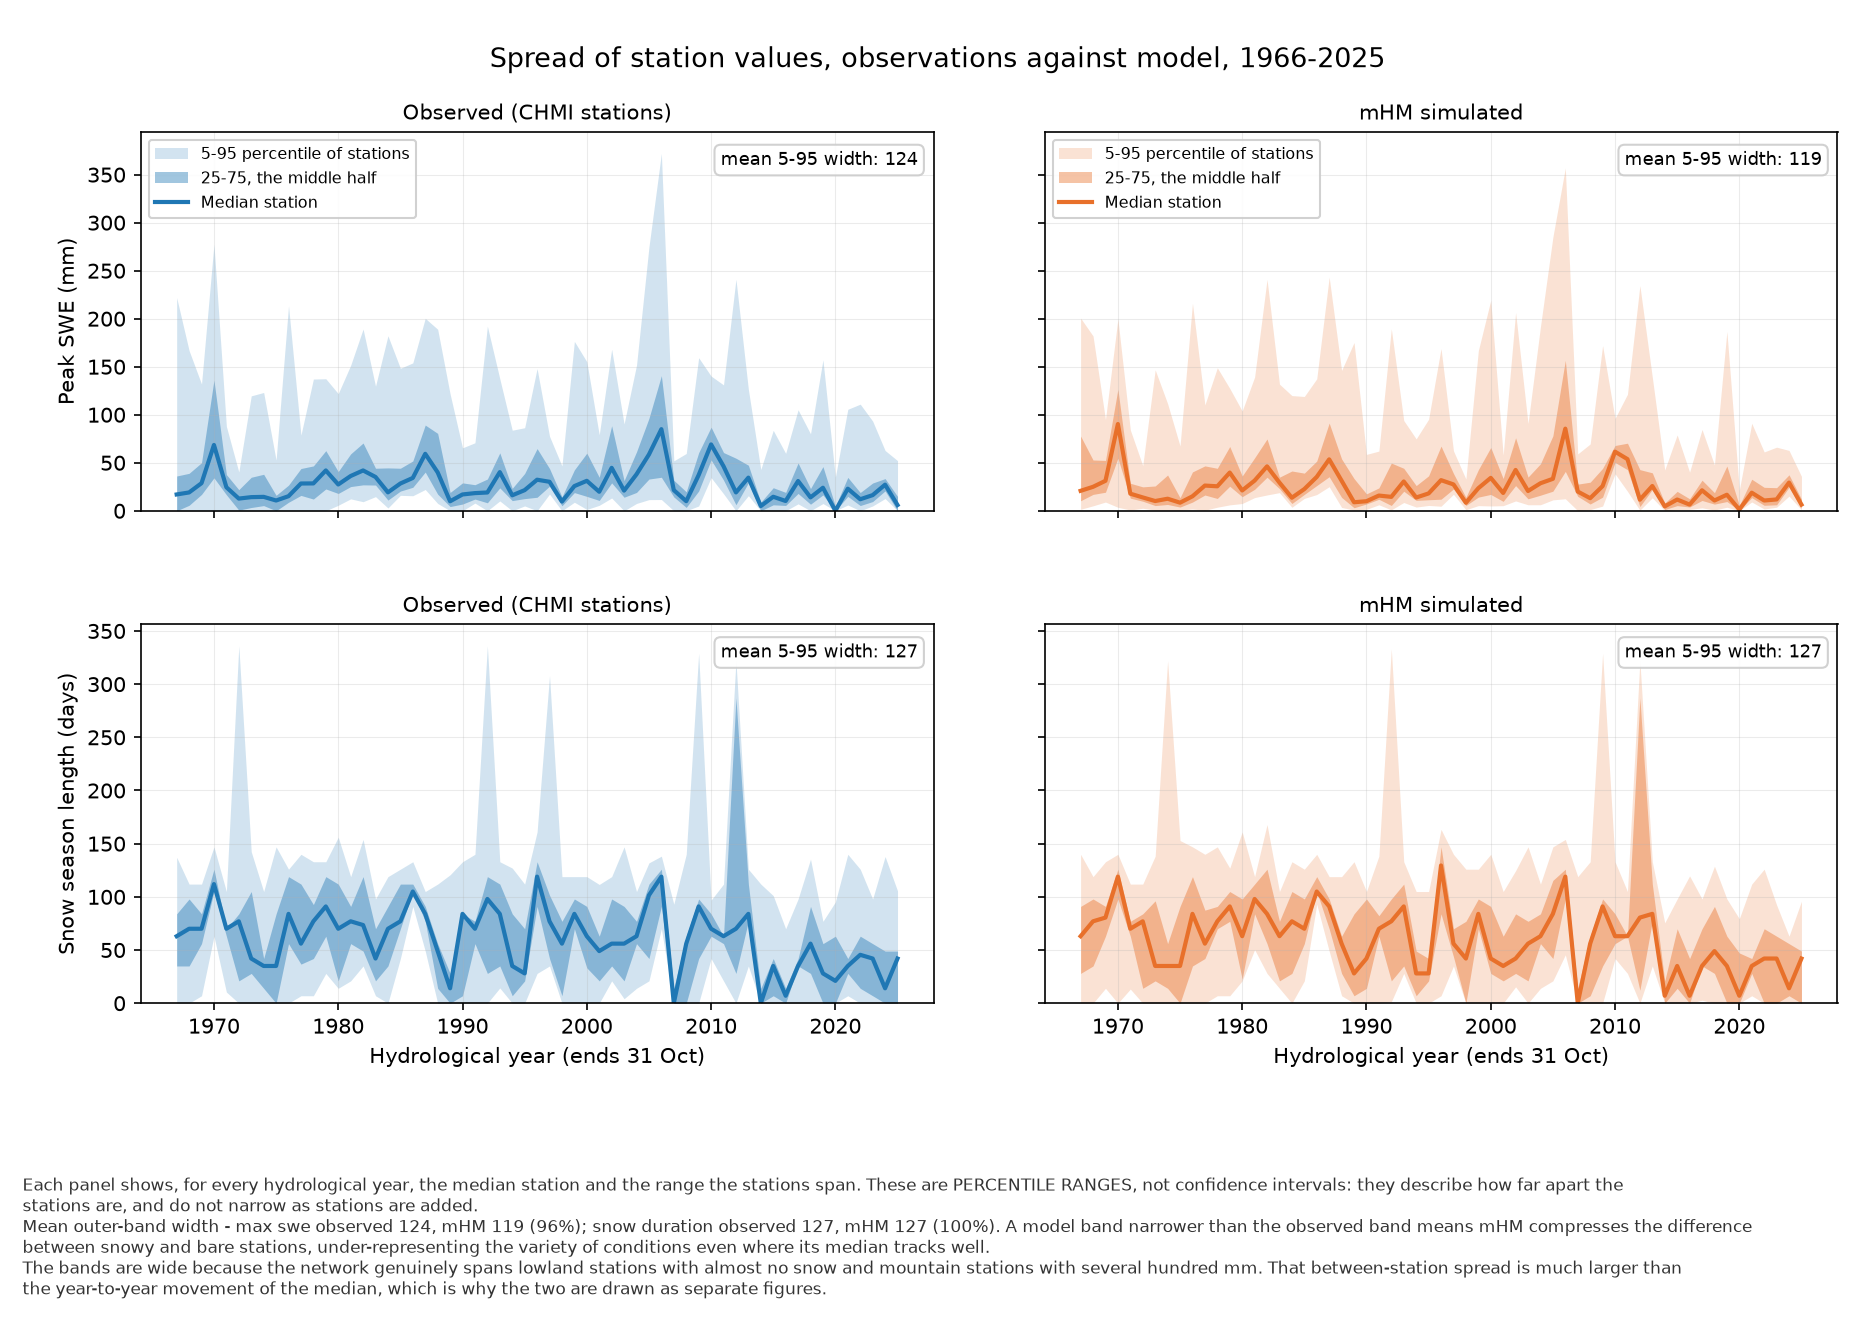 Spread of station values, observations against model, 1966-2025
Observed (CHMI stations)
mHM simulated
5-95 percentile of stations
25-75, the middle half
Median station
mean 5-95 width: 124
5-95 percentile of stations
25-75, the middle half
Median station
mean 5-95 width: 119
Peak SWE (mm)
350
300
250
200
150
100
50
0
Observed (CHMI stations)
mHM simulated
mean 5-95 width: 127
mean 5-95 width: 127
Snow season length (days)
350
300
250
200
150
100
50
0
1970 1980 1990 2000 2010 2020
1970 1980 1990 2000 2010 2020
Hydrological year (ends 31 Oct)
Hydrological year (ends 31 Oct)
Each panel shows, for every hydrological year, the median station and the range the stations span. These are PERCENTILE RANGES, not confidence intervals: they describe how far apart the
stations are, and do not narrow as stations are added.
Mean outer-band width - max swe observed 124, mHM 119 (96%); snow duration observed 127, mHM 127 (100%). A model band narrower than the observed band means mHM compresses the difference
between snowy and bare stations, under-representing the variety of conditions even where its median tracks well.
The bands are wide because the network genuinely spans lowland stations with almost no snow and mountain stations with several hundred mm. That between-station spread is much larger than
the year-to-year movement of the median, which is why the two are drawn as separate figures.